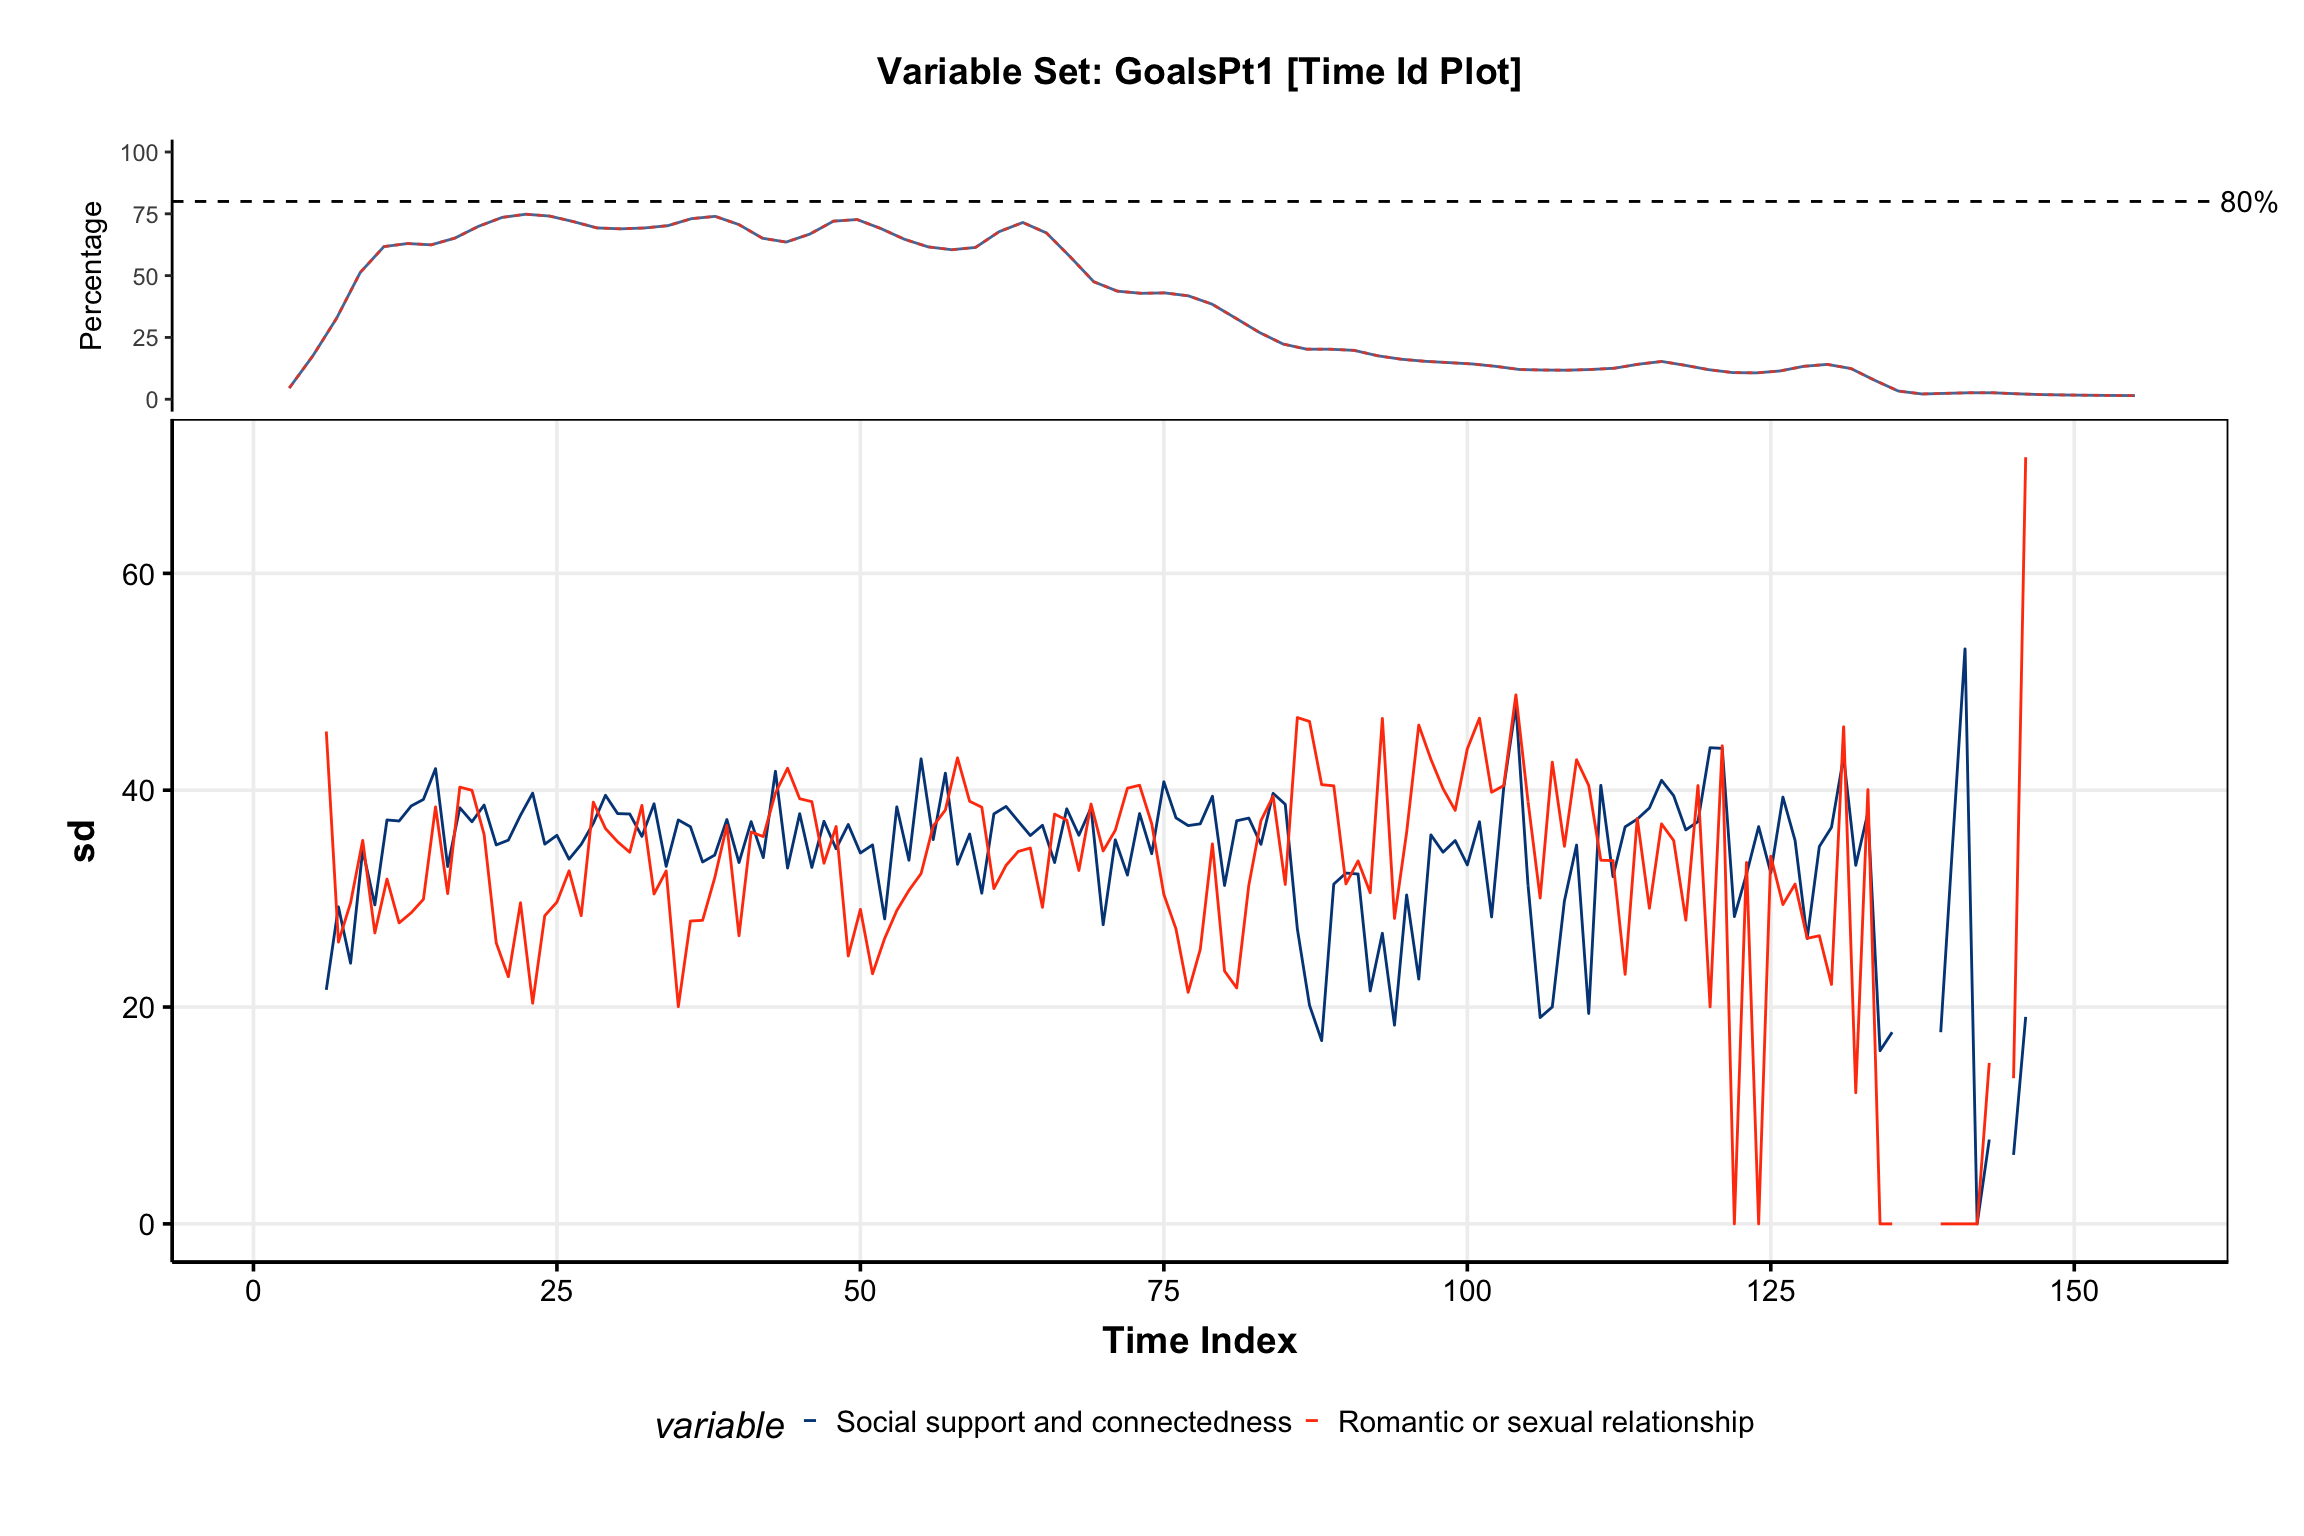 Variable Set: GoalsPt1 [Time Id Plot]
Percentage
100
75
50
25
0
80%
sd
60
40
20
0
0 25 50 75 100 125 150
Time Index
variable Social support and connectedness Romantic or sexual relationship